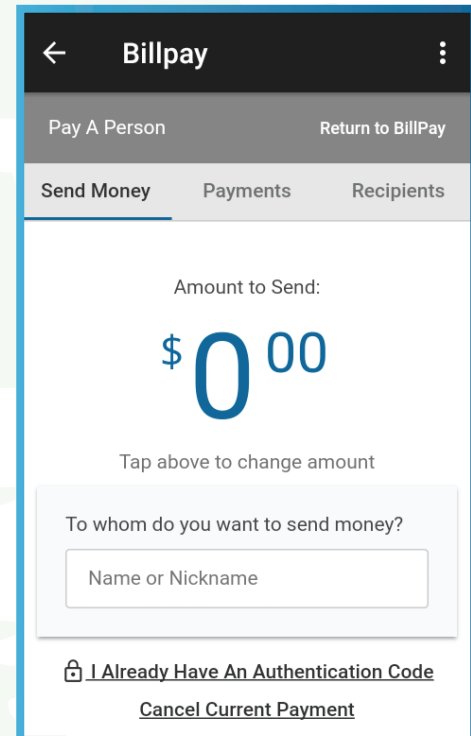 Billpay
Pay A Person Return to BillPay
Send Money Payments Recipients
Amount to Send:
$0 00
Tap above to change amount
To whom do you want to send money?
Name or Nickname
I Already Have An Authentication Code
Cancel Current Payment